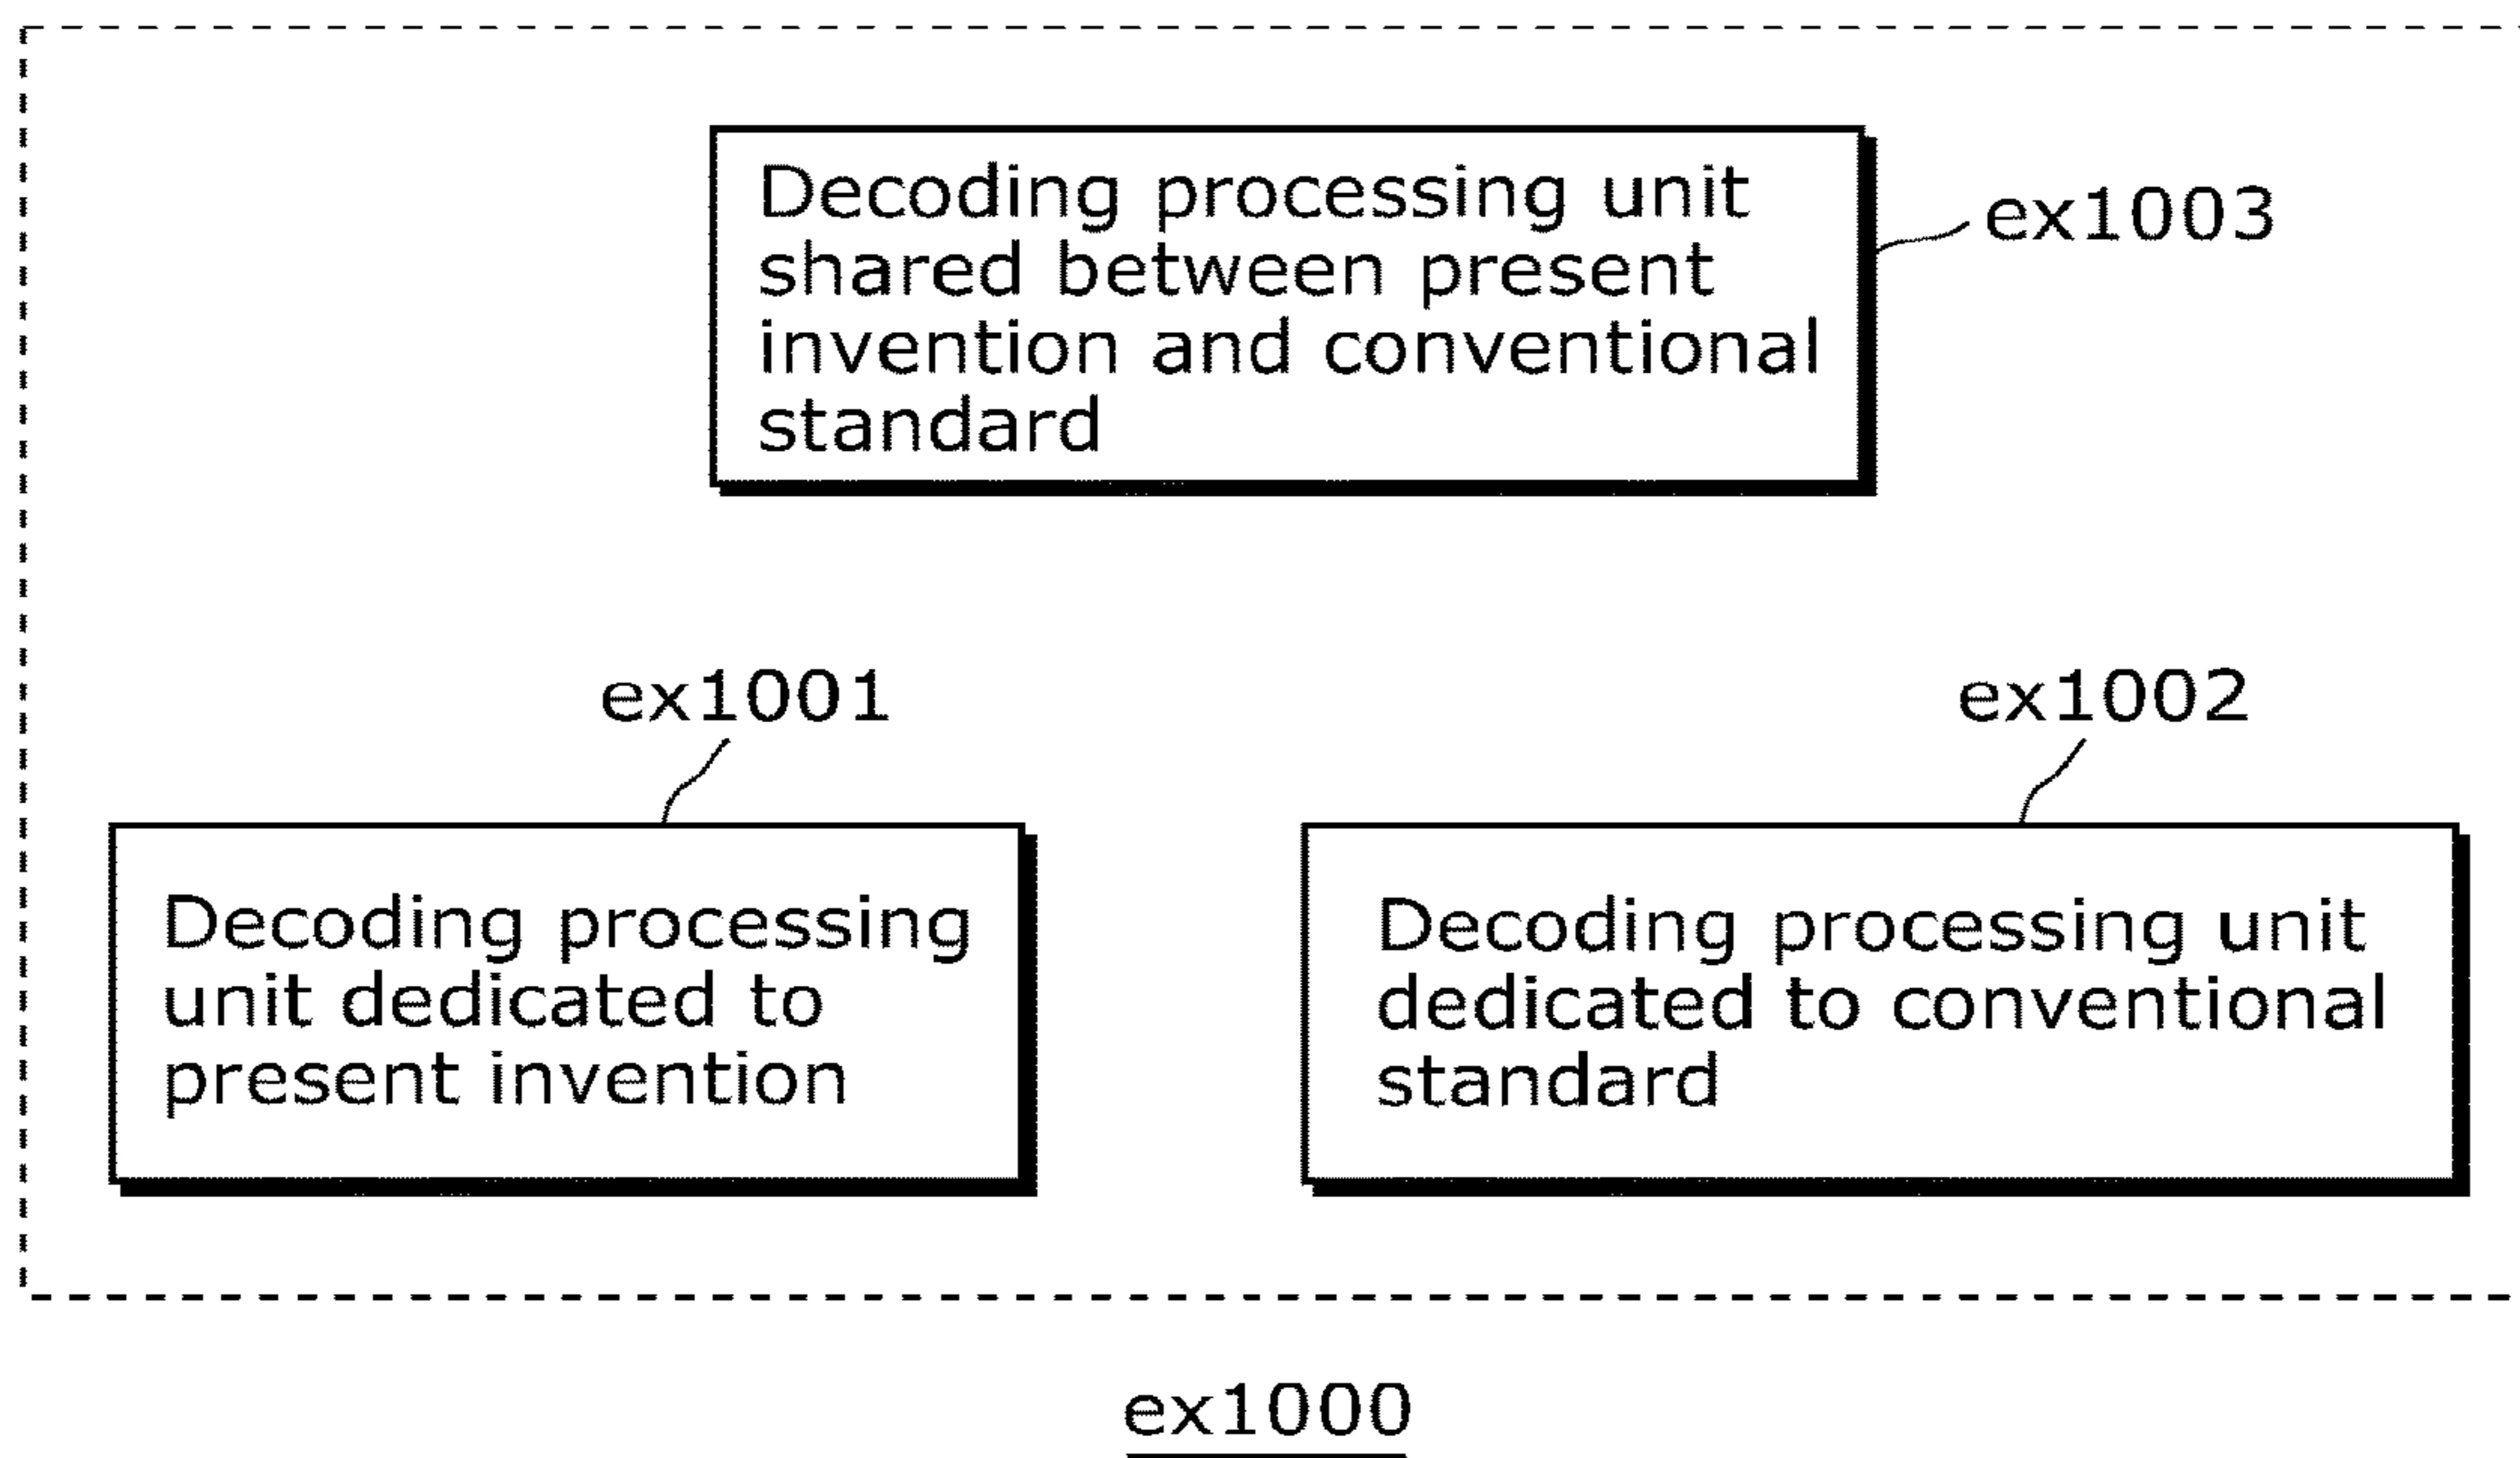 Decoding processing unit
shared between present
invention and conventional
standard
ex1003
ex1001
ex1002
Decoding processing
unit dedicated to
present invention
Decoding processing unit
dedicated to conventional
standard
ex1000